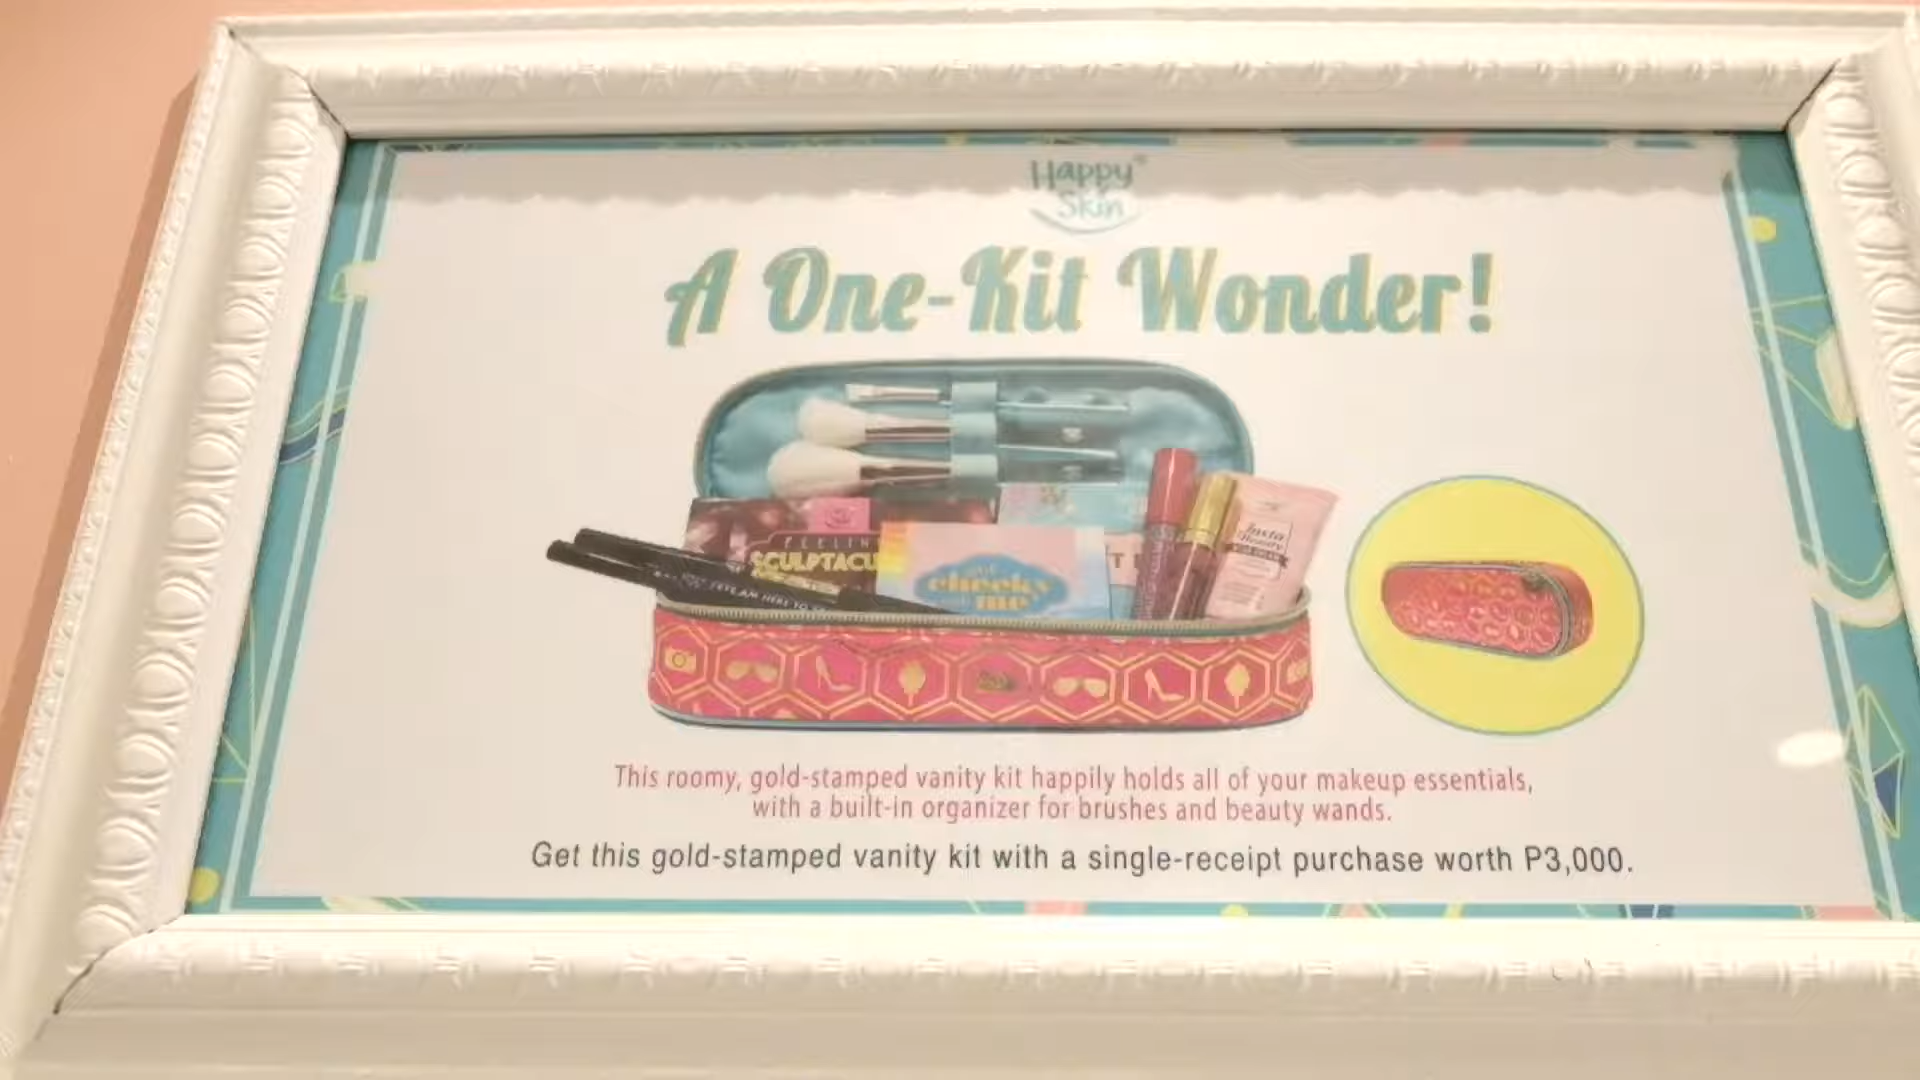 Happy
Skin
A One-Kit Wonder!
SCULPTACU
cheeky
me
Insta
Beauty
This roomy, gold-stamped vanity kit happily holds all of your makeup essentials,
with a built-in organizer for brushes and beauty wands.
Get this gold-stamped vanity kit with a single-receipt purchase worth P3,000.